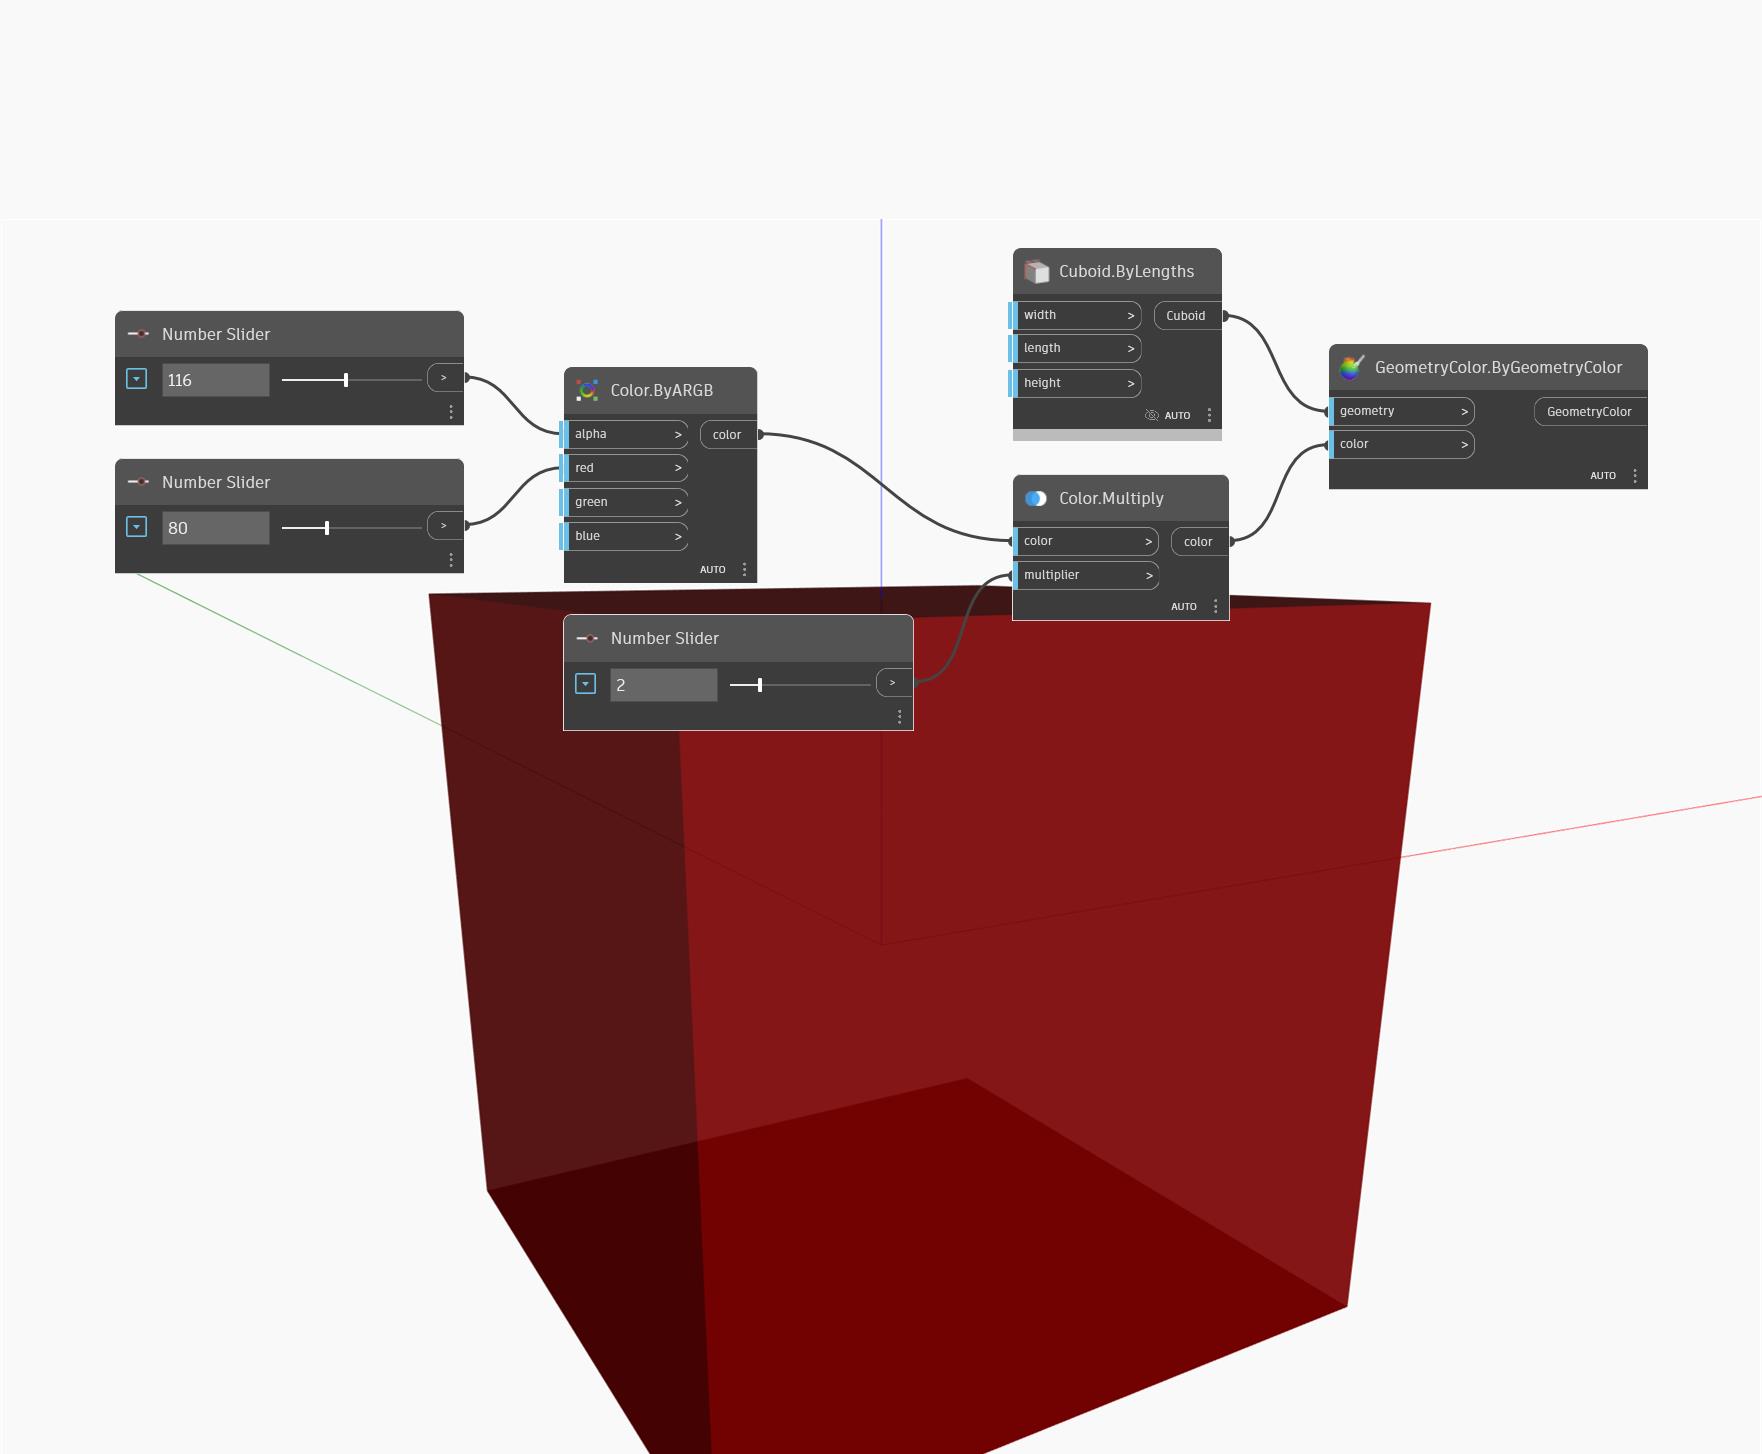 Number Slider
116
>
Number Slider
80
>
Color.ByARGB
alpha >
color
red >
green >
blue >
AUTO
Number Slider
2
>
Cuboid.ByLengths
width >
Cuboid
length >
height >
AUTO
Color.Multiply
color >
color
multiplier >
AUTO
GeometryColor.ByGeometryColor
geometry >
GeometryColor
color >
AUTO